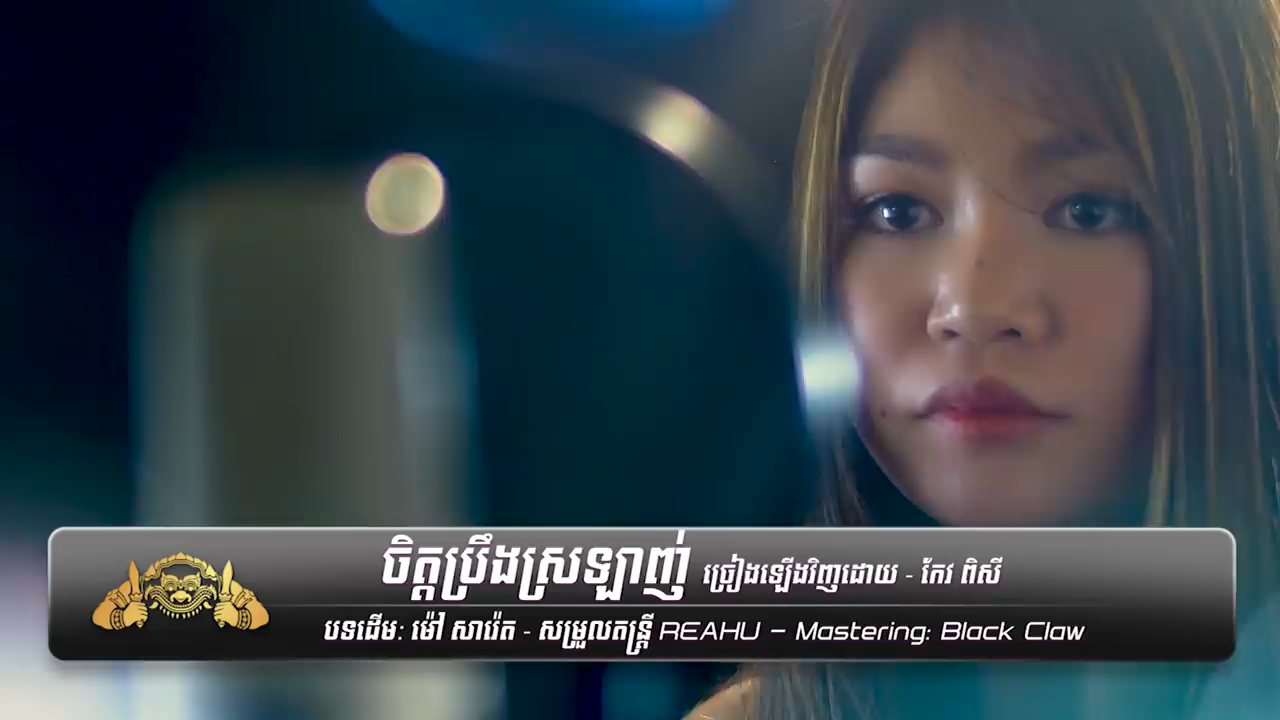 ចិត្តប្រឹងស្រឡាញ់ ច្រៀងឡើងវិញដោយ - កែវ ពិសី
បទដើម: ម៉ៅ សារ៉េត - សម្រួលតន្ត្រី REAHU – Mastering: Black Claw